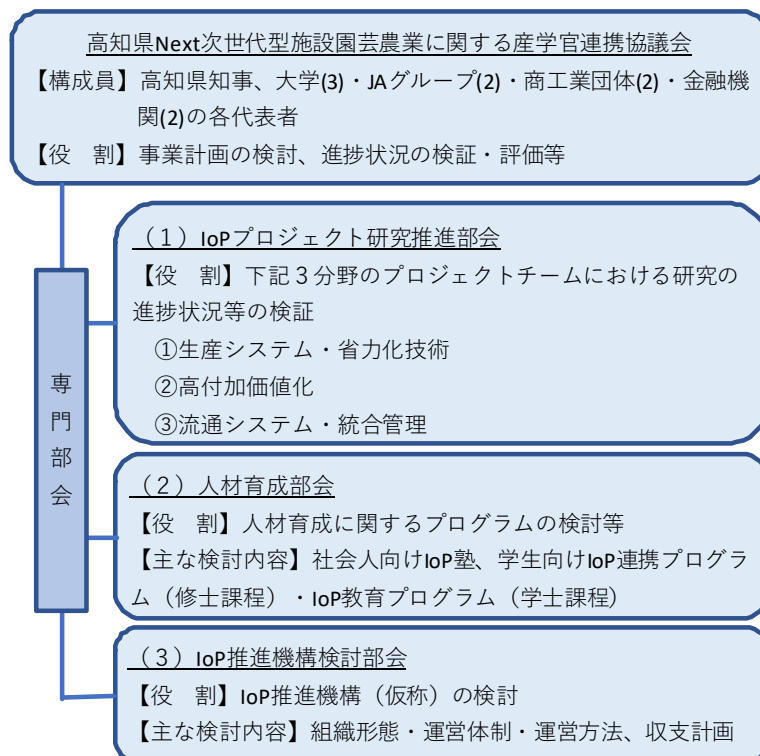 高知県Next次世代型施設園芸農業に関する産学官連携協議会
【構成員】高知県知事、大学(3)・JAグループ(2)・商工業団体(2)・金融機
関(2)の各代表者
【役　割】事業計画の検討、進捗状況の検証・評価等
専門部会
（１）IoPプロジェクト研究推進部会
【役　割】下記３分野のプロジェクトチームにおける研究の
進捗状況等の検証
①生産システム・省力化技術
②高付加価値化
③流通システム・統合管理
（２）人材育成部会
【役　割】人材育成に関するプログラムの検討等
【主な検討内容】社会人向けIoP塾、学生向けIoP連携プログラ
ム（修士課程）・IoP教育プログラム（学士課程）
（３）IoP推進機構検討部会
【役　割】IoP推進機構（仮称）の検討
【主な検討内容】組織形態・運営体制・運営方法、収支計画